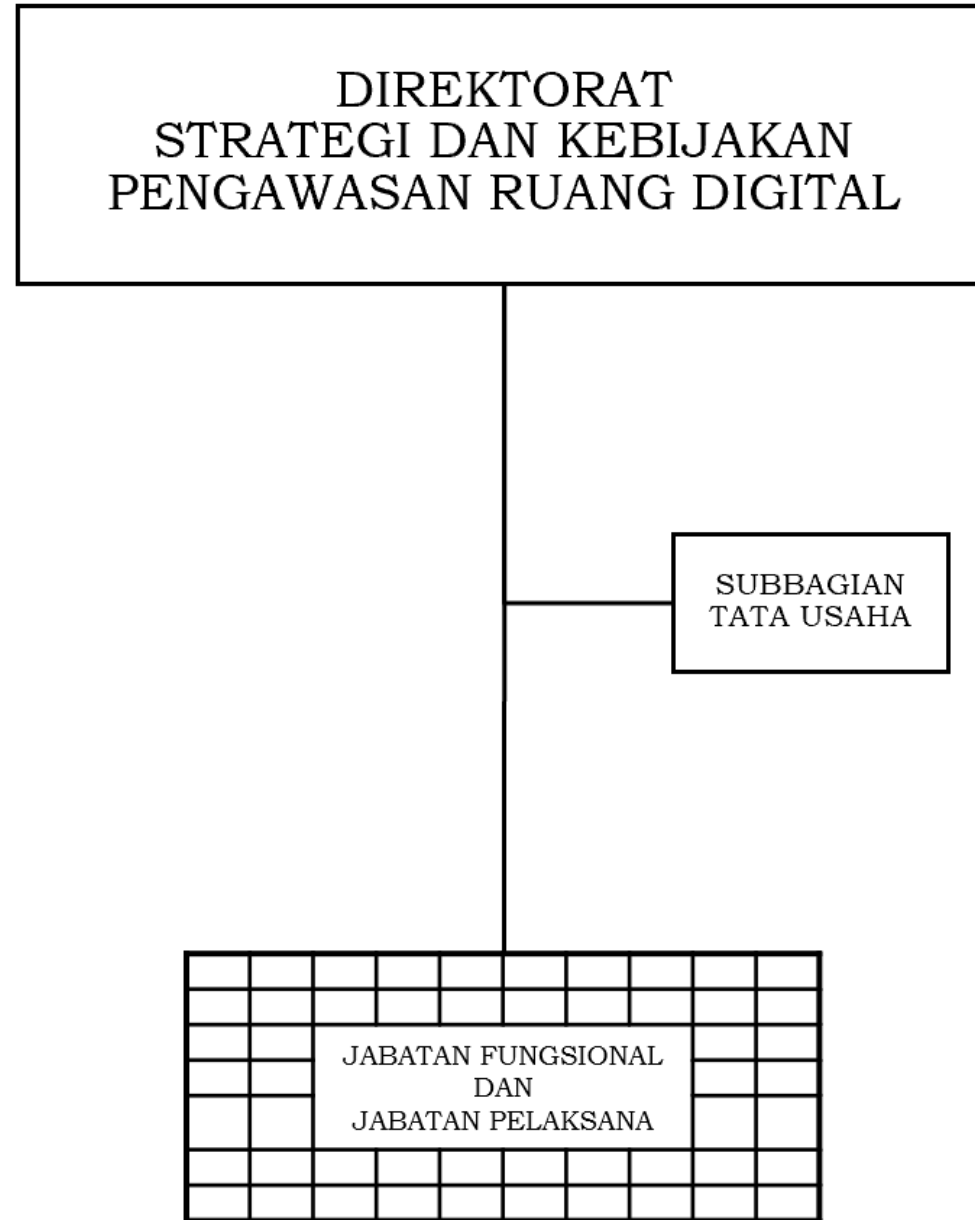 DIREKTORAT
STRATEGI DAN KEBIJAKAN
PENGAWASAN RUANG DIGITAL
SUBBAGIAN
TATA USAHA
JABATAN FUNGSIONAL
DAN
JABATAN PELAKSANA